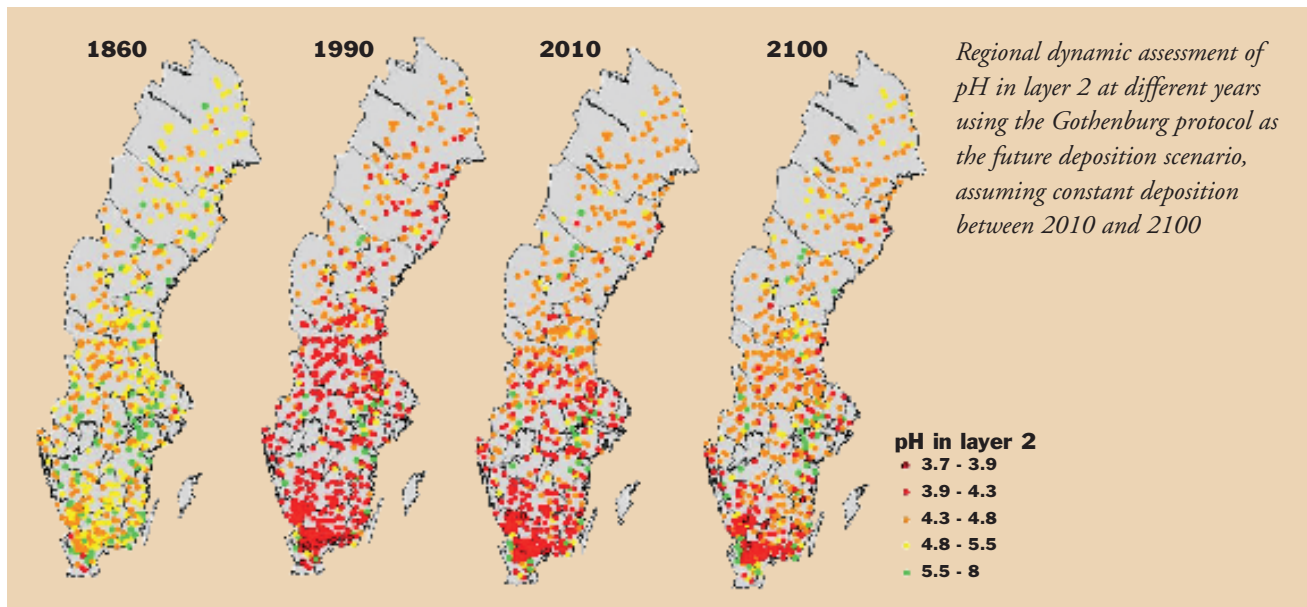 1860
1990
2010
2100
Regional dynamic assessment of
pH in layer 2 at different years
using the Gothenburg protocol as
the future deposition scenario,
assuming constant deposition
between 2010 and 2100
pH in layer 2
3.7 - 3.9
3.9 - 4.3
4.3 - 4.8
4.8 - 5.5
5.5 - 8